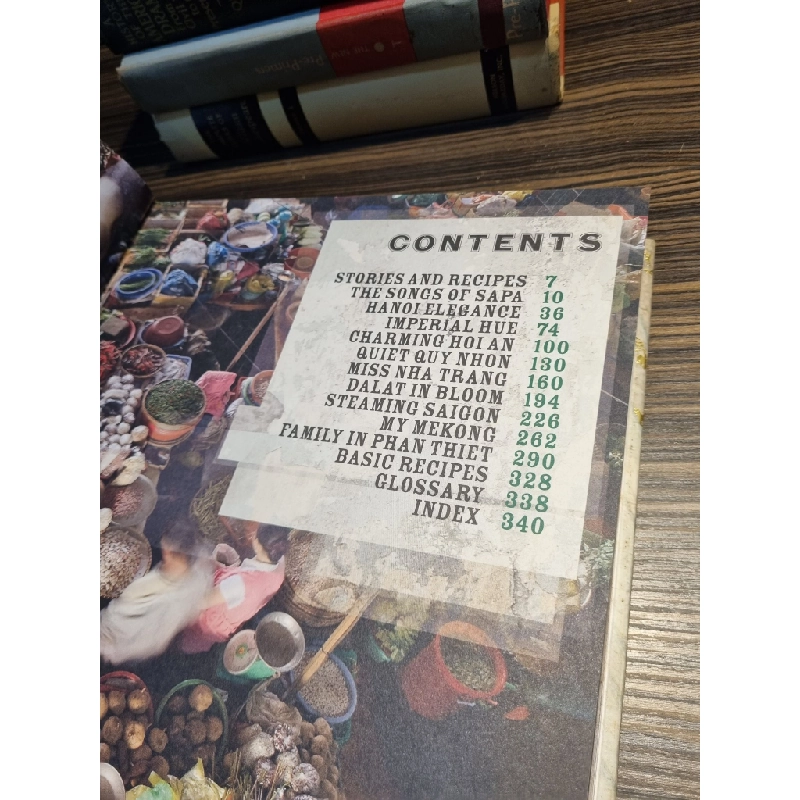 Pre-Primer
CONTENTS
STORIES AND RECIPES 7
THE SONGS OF SAPA 10
HANOI ELEGANCE 36
IMPERIAL HUE 74
CHARMING HOI AN 100
QUIET QUY NHON 130
MISS NHA TRANG 160
DALAT IN BLOOM 194
STEAMING SAIGON 226
MY MEKONG 262
FAMILY IN PHAN THIET 290
BASIC RECIPES 328
GLOSSARY 338
INDEX 340